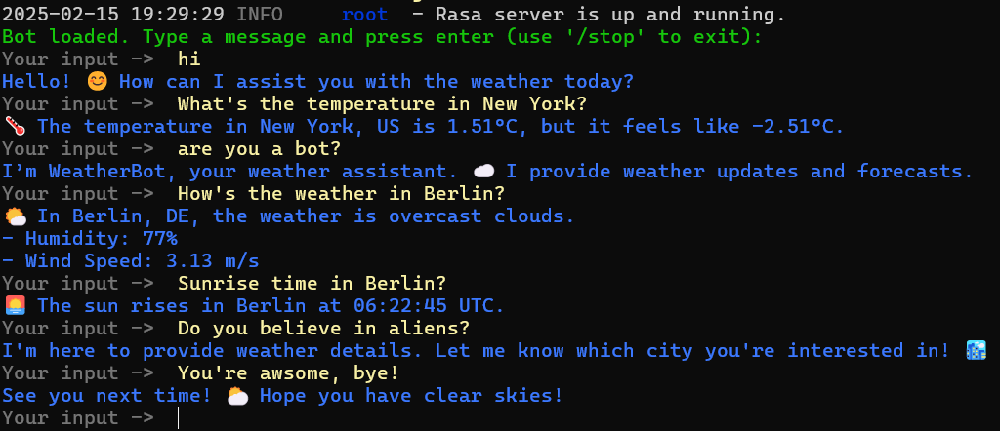 2025-02-15 19:29:29 INFO     root  - Rasa server is up and running.
Bot loaded. Type a message and press enter (use '/stop' to exit):
Your input ->  hi
Hello! 😊 How can I assist you with the weather today?
Your input ->  What's the temperature in New York?
🌡️ The temperature in New York, US is 1.51°C, but it feels like -2.51°C.
Your input ->  are you a bot?
I’m WeatherBot, your weather assistant. ☁️ I provide weather updates and forecasts.
Your input ->  How's the weather in Berlin?
🌤️ In Berlin, DE, the weather is overcast clouds.
- Humidity: 77%
- Wind Speed: 3.13 m/s
Your input ->  Sunrise time in Berlin?
🌅 The sun rises in Berlin at 06:22:45 UTC.
Your input ->  Do you believe in aliens?
I'm here to provide weather details. Let me know which city you're interested in! 🏙️
Your input ->  You're awsome, bye!
See you next time! 🌤️ Hope you have clear skies!
Your input ->